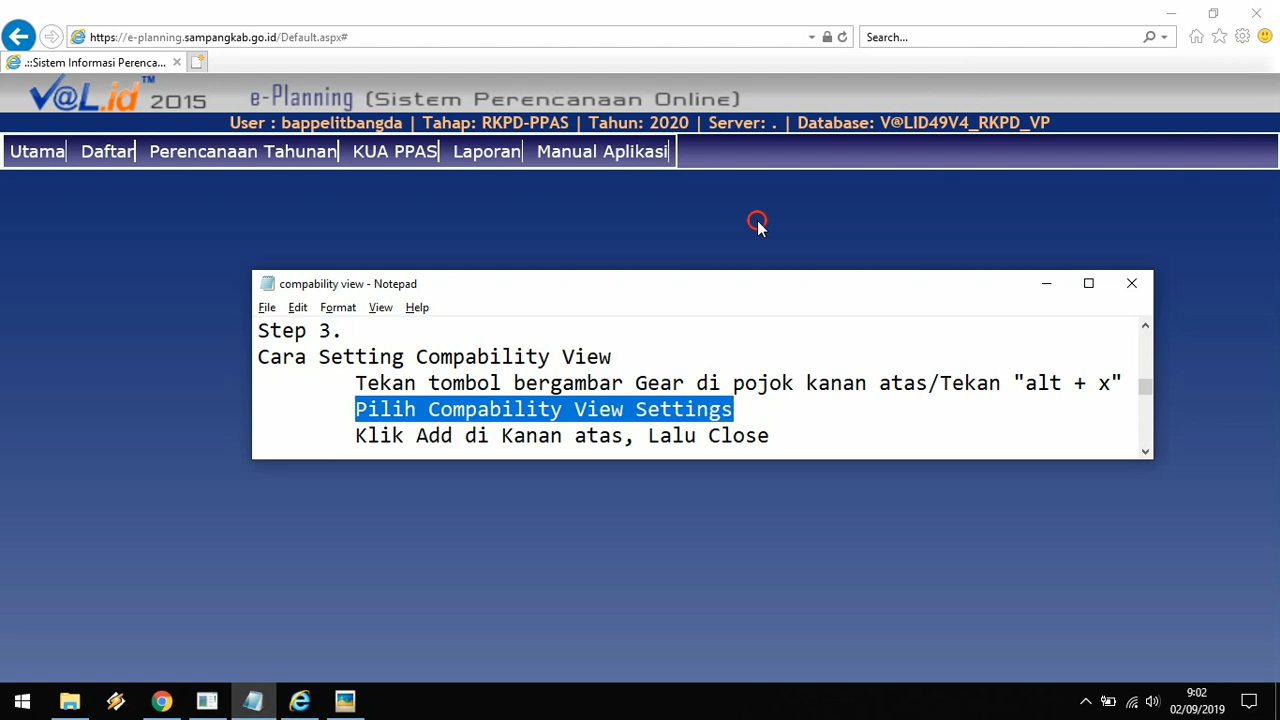 https://e-planning.sampangkab.go.id/Default.aspx#
Search...
.::Sistem Informasi Perenca...
V@L.id™ 2015 e-Planning (Sistem Perencanaan Online)
User : bappelitbangda | Tahap: RKPD-PPAS | Tahun: 2020 | Server: . | Database: V@LID49V4_RKPD_VP
Utama| Daftar| Perencanaan Tahunan| KUA PPAS| Laporan| Manual Aplikasi|
compability view - Notepad
File Edit Format View Help
Step 3.
Cara Setting Compability View
Tekan tombol bergambar Gear di pojok kanan atas/Tekan "alt + x"
Pilih Compability View Settings
Klik Add di Kanan atas, Lalu Close
9:02
02/09/2019